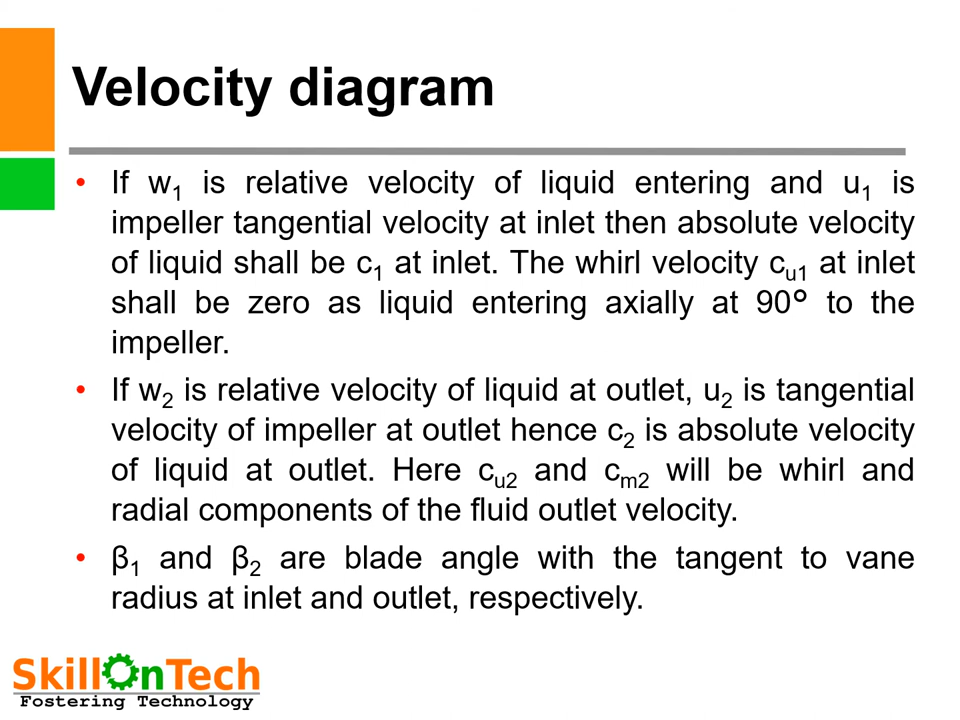 Velocity diagram
• If w₁ is relative velocity of liquid entering and u₁ is
impeller tangential velocity at inlet then absolute velocity
of liquid shall be c₁ at inlet. The whirl velocity cᵤ₁ at inlet
shall be zero as liquid entering axially at 90° to the
impeller.
• If w₂ is relative velocity of liquid at outlet, u₂ is tangential
velocity of impeller at outlet hence c₂ is absolute velocity
of liquid at outlet. Here cᵤ₂ and cₘ₂ will be whirl and
radial components of the fluid outlet velocity.
• β₁ and β₂ are blade angle with the tangent to vane
radius at inlet and outlet, respectively.
SkillOnTech
Fostering Technology